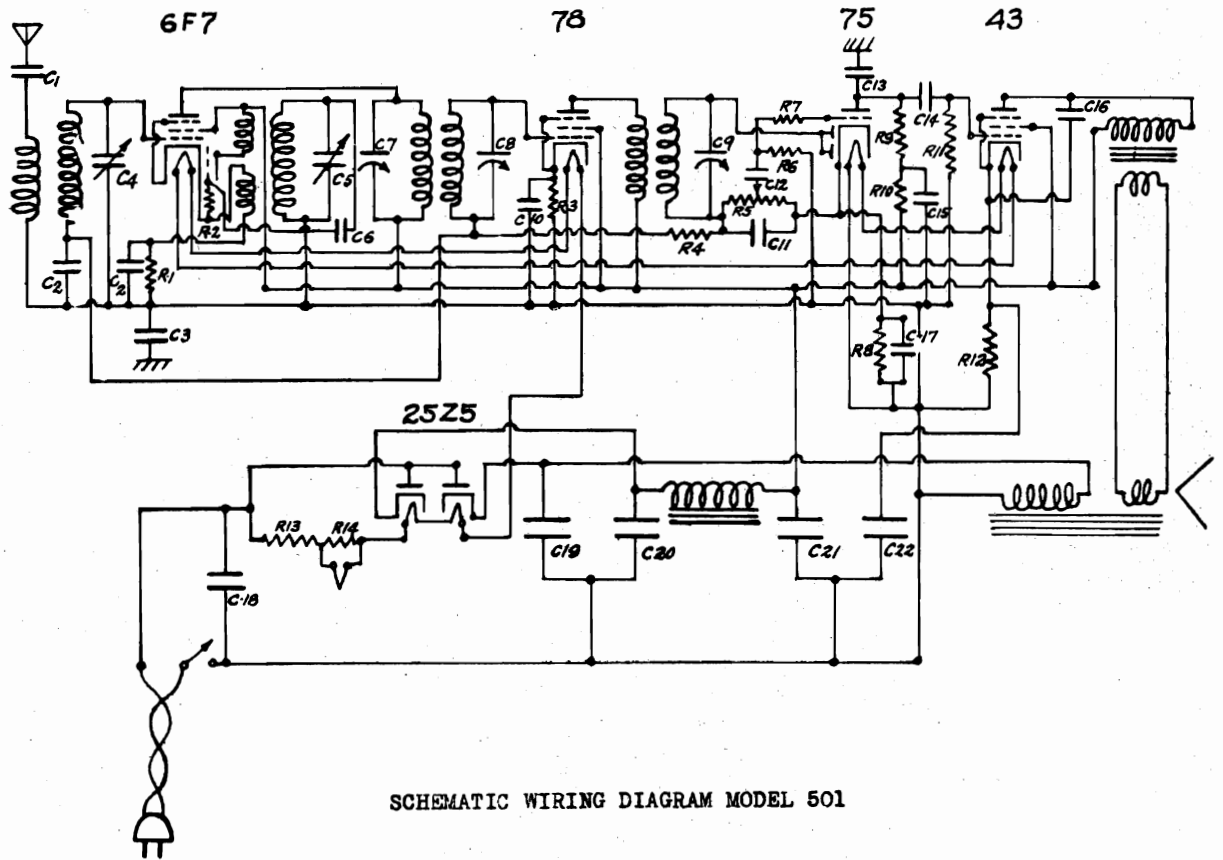 6F7
78
75
43
C1
C4
R2
C5
C7
C8
C9
R7
C13
C14
C16
R9
R11
R6
C12
R10
R5
C15
C10
R3
C6
R4
C11
C2
C2
R1
C3
R8
C·17
R12
25Z5
R13
R14
C19
C20
C21
C22
C·18
SCHEMATIC WIRING DIAGRAM MODEL 501